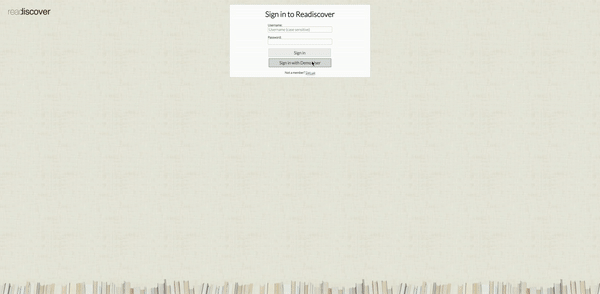 readiscover
Sign in to Readiscover
Username:
(Username is case sensitive)
Password:
Sign in
Sign in with Demo User
Not a member? Sign up